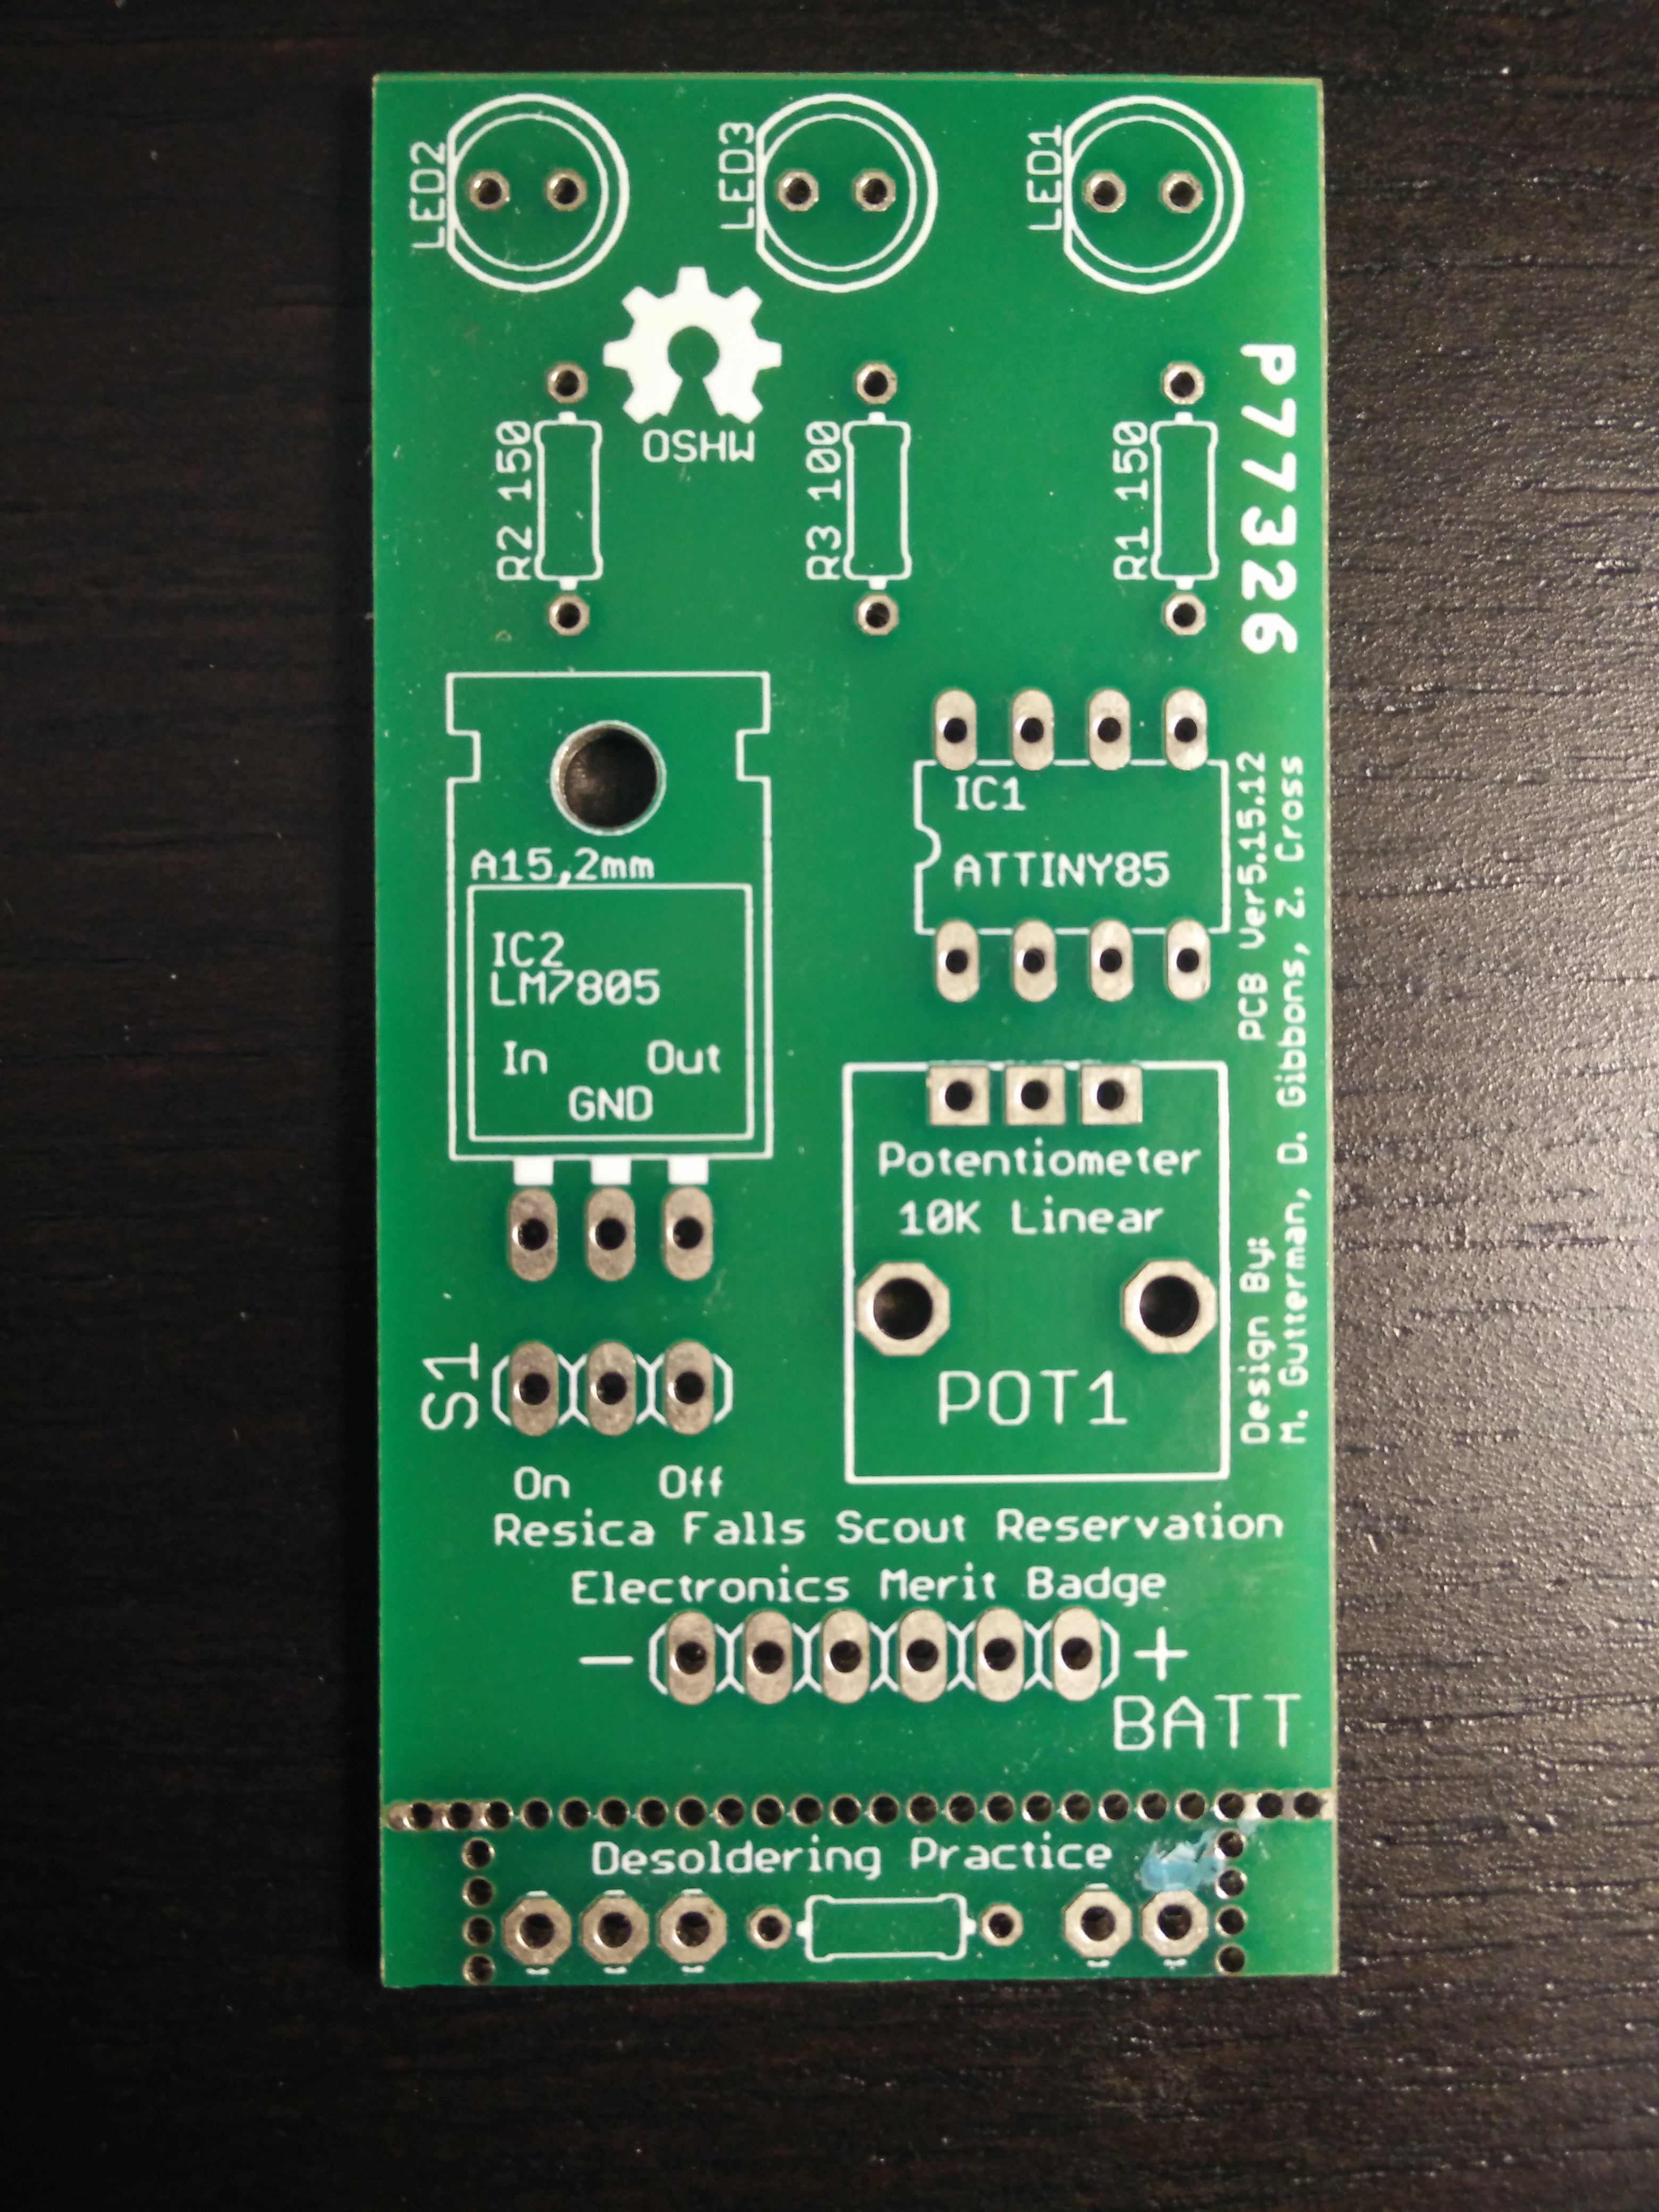 LED2
LED3
LED1
OSHW
R2 150
R3 100
R1 150
P77326
A15,2mm
IC2
LM7805
In Out
GND
IC1
ATTINY85
PCB Ver5.15.12
Design By:
M. Gutterman, D. Gibbons, Z. Cross
Potentiometer
10K Linear
POT1
S1
On Off
Resica Falls Scout Reservation
Electronics Merit Badge
- +
BATT
Desoldering Practice